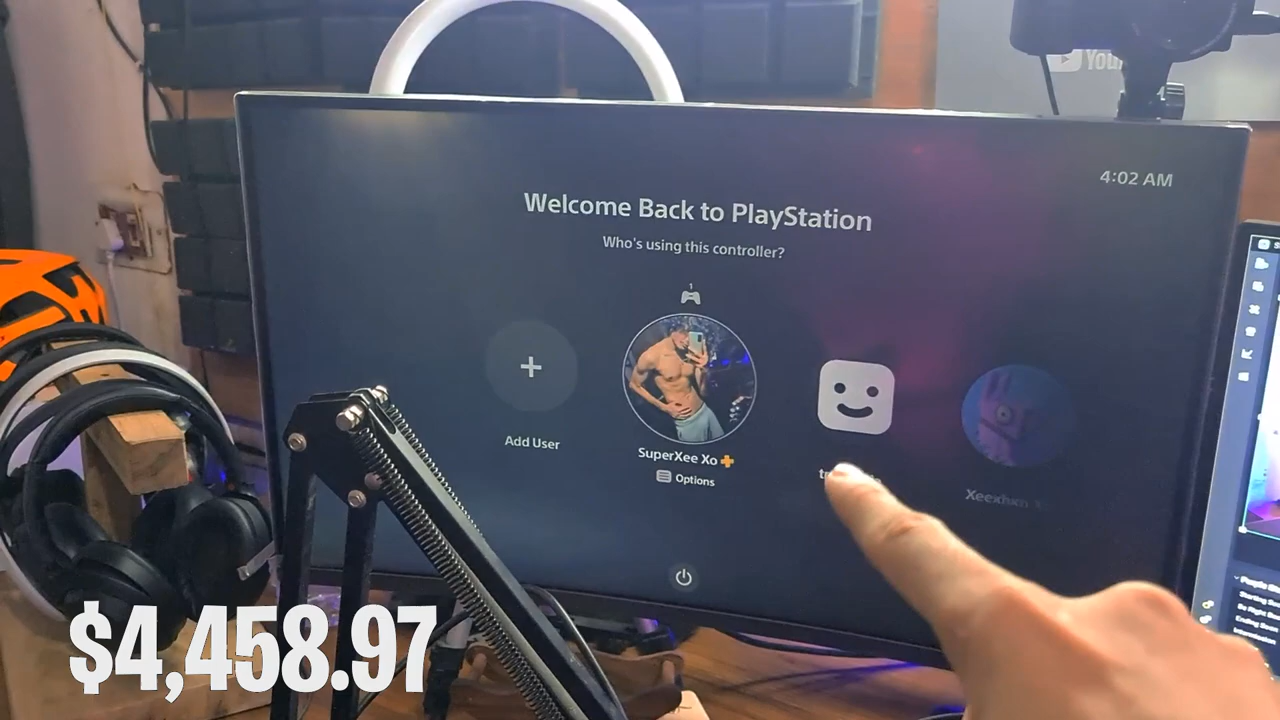 4:02 AM
Welcome Back to PlayStation
Who's using this controller?
1
Add User
SuperXee Xo
Options
$4,458.97